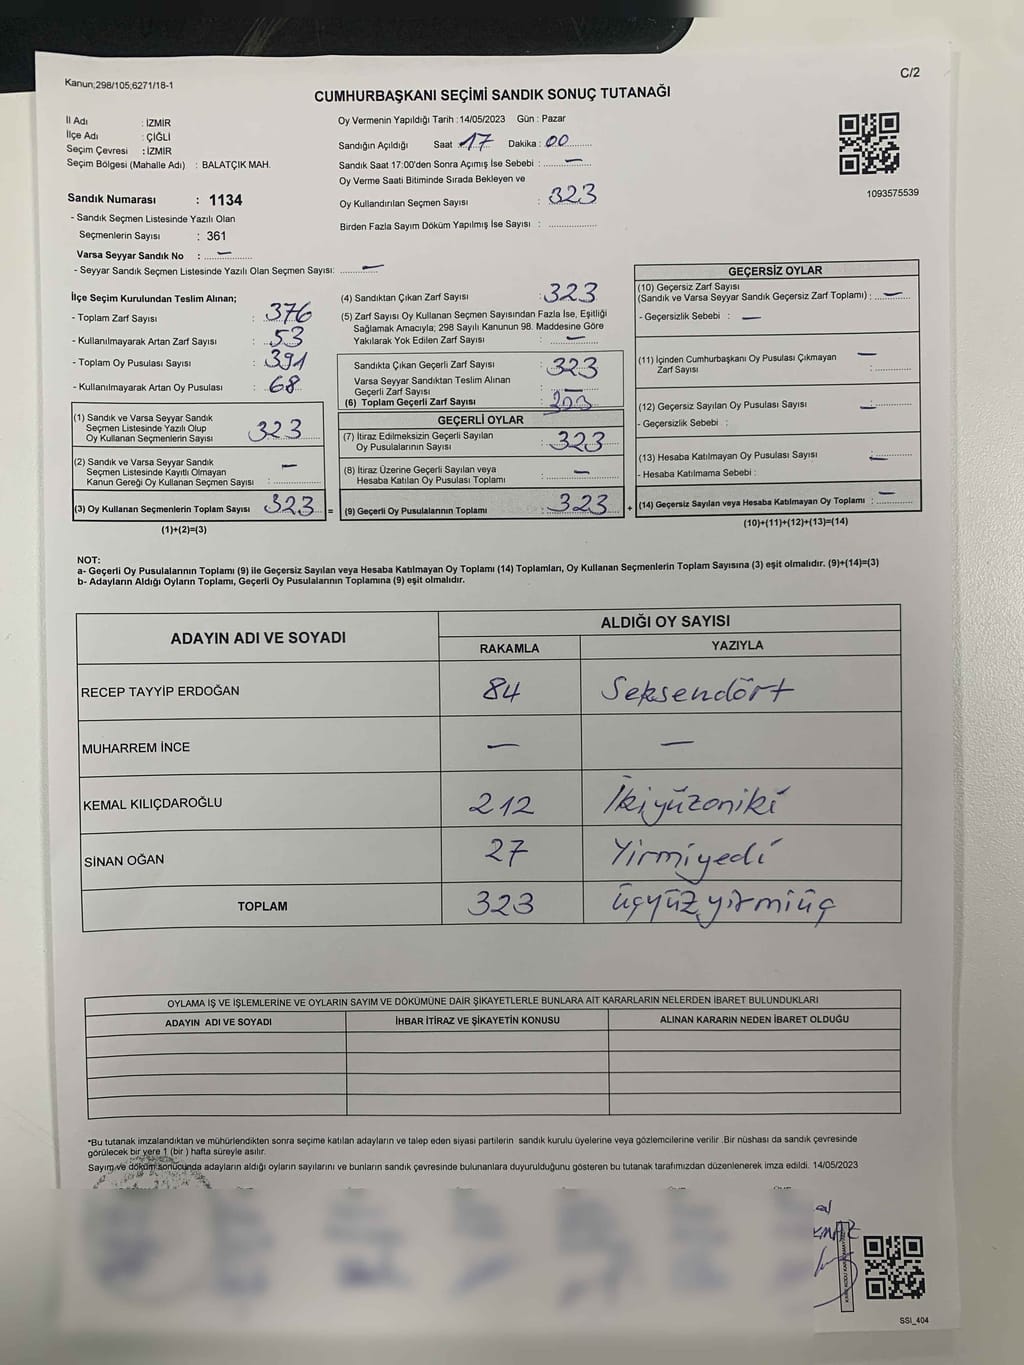 Kanun;298/105;6271/18-1
C/2
CUMHURBAŞKANI SEÇİMİ SANDIK SONUÇ TUTANAĞI
İl Adı : İZMİR
İlçe Adı : ÇİĞLİ
Seçim Çevresi : İZMİR
Seçim Bölgesi (Mahalle Adı) : BALATÇIK MAH.
Sandık Numarası : 1134
- Sandık Seçmen Listesinde Yazılı Olan
Seçmenlerin Sayısı : 361
Varsa Seyyar Sandık No : —
- Seyyar Sandık Seçmen Listesinde Yazılı Olan Seçmen Sayısı: —
Oy Vermenin Yapıldığı Tarih :14/05/2023 Gün : Pazar
Sandığın Açıldığı Saat 17 Dakika : 00
Sandık Saat 17:00'den Sonra Açımış İse Sebebi : —
Oy Verme Saati Bitiminde Sırada Bekleyen ve
Oy Kullandırılan Seçmen Sayısı : 323
Birden Fazla Sayım Döküm Yapılmış İse Sayısı :
1093575539
İlçe Seçim Kurulundan Teslim Alınan;
- Toplam Zarf Sayısı : 376
- Kullanılmayarak Artan Zarf Sayısı : 53
- Toplam Oy Pusulası Sayısı : 391
- Kullanılmayarak Artan Oy Pusulası : 68
(1) Sandık ve Varsa Seyyar Sandık
Seçmen Listesinde Yazılı Olup
Oy Kullanan Seçmenlerin Sayısı 323
(2) Sandık ve Varsa Seyyar Sandık
Seçmen Listesinde Kayıtlı Olmayan
Kanun Gereği Oy Kullanan Seçmen Sayısı : —
(3) Oy Kullanan Seçmenlerin Toplam Sayısı 323 =
(1)+(2)=(3)
(4) Sandıktan Çıkan Zarf Sayısı : 323
(5) Zarf Sayısı Oy Kullanan Seçmen Sayısından Fazla İse, Eşitliği
Sağlamak Amacıyla; 298 Sayılı Kanunun 98. Maddesine Göre
Yakılarak Yok Edilen Zarf Sayısı : —
Sandıkta Çıkan Geçerli Zarf Sayısı : 323
Varsa Seyyar Sandıktan Teslim Alınan
Geçerli Zarf Sayısı : —
(6) Toplam Geçerli Zarf Sayısı : 323
GEÇERLİ OYLAR
(7) İtiraz Edilmeksizin Geçerli Sayılan
Oy Pusulalarının Sayısı : 323
(8) İtiraz Üzerine Geçerli Sayılan veya
Hesaba Katılan Oy Pusulası Toplamı : —
(9) Geçerli Oy Pusulalarının Toplamı : 323 +
GEÇERSİZ OYLAR
(10) Geçersiz Zarf Sayısı
(Sandık ve Varsa Seyyar Sandık Geçersiz Zarf Toplamı) : —
- Geçersizlik Sebebi : —
(11) İçinden Cumhurbaşkanı Oy Pusulası Çıkmayan
Zarf Sayısı : —
(12) Geçersiz Sayılan Oy Pusulası Sayısı : —
- Geçersizlik Sebebi :
(13) Hesaba Katılmayan Oy Pusulası Sayısı : —
- Hesaba Katılmama Sebebi :
(14) Geçersiz Sayılan veya Hesaba Katılmayan Oy Toplamı : —
(10)+(11)+(12)+(13)=(14)
NOT:
a- Geçerli Oy Pusulalarının Toplamı (9) ile Geçersiz Sayılan veya Hesaba Katılmayan Oy Toplamı (14) Toplamları, Oy Kullanan Seçmenlerin Toplam Sayısına (3) eşit olmalıdır. (9)+(14)=(3)
b- Adayların Aldığı Oyların Toplamı, Geçerli Oy Pusulalarının Toplamına (9) eşit olmalıdır.
ADAYIN ADI VE SOYADI
ALDIĞI OY SAYISI
RAKAMLA YAZIYLA
RECEP TAYYİP ERDOĞAN 84 Seksendört
MUHARREM İNCE — —
KEMAL KILIÇDAROĞLU 212 İkiyüzoniki
SİNAN OĞAN 27 Yirmiyedi
TOPLAM 323 üçyüzyirmiüç
OYLAMA İŞ VE İŞLEMLERİNE VE OYLARIN SAYIM VE DÖKÜMÜNE DAİR ŞİKAYETLERLE BUNLARA AİT KARARLARIN NELERDEN İBARET BULUNDUKLARI
ADAYIN ADI VE SOYADI İHBAR İTİRAZ VE ŞİKAYETİN KONUSU ALINAN KARARIN NEDEN İBARET OLDUĞU
*Bu tutanak imzalandıktan ve mühürlendikten sonra seçime katılan adayların ve talep eden siyasi partilerin sandık kurulu üyelerine veya gözlemcilerine verilir .Bir nüshası da sandık çevresinde
görülecek bir yere 1 (bir ) hafta süreyle asılır.
Sayım ve döküm sonucunda adayların aldığı oyların sayılarını ve bunların sandık çevresinde bulunanlara duyurulduğunu gösteren bu tutanak tarafımızdan düzenlenerek imza edildi. 14/05/2023
SSI_404